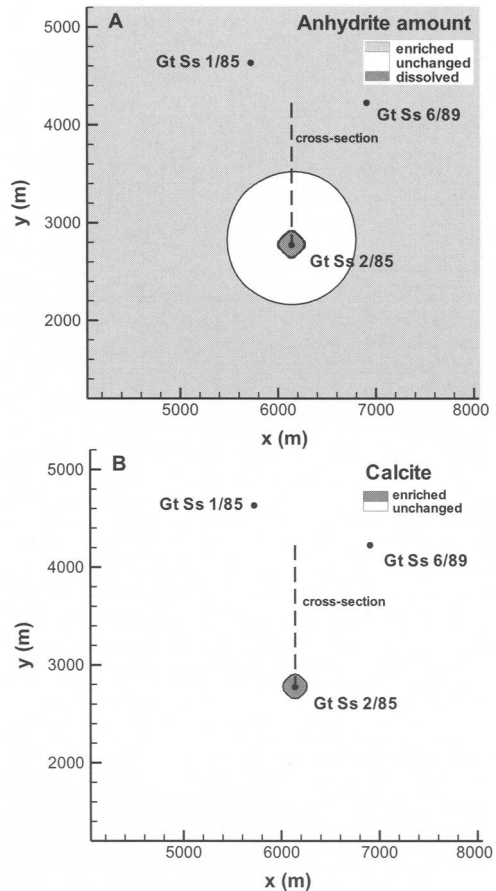 A
Anhydrite amount
enriched
unchanged
dissolved
Gt Ss 1/85
Gt Ss 6/89
cross-section
Gt Ss 2/85
y (m)
5000
4000
3000
2000
5000 6000 7000 8000
x (m)
B
Calcite
enriched
unchanged
Gt Ss 1/85
Gt Ss 6/89
cross-section
Gt Ss 2/85
y (m)
5000
4000
3000
2000
5000 6000 7000 8000
x (m)